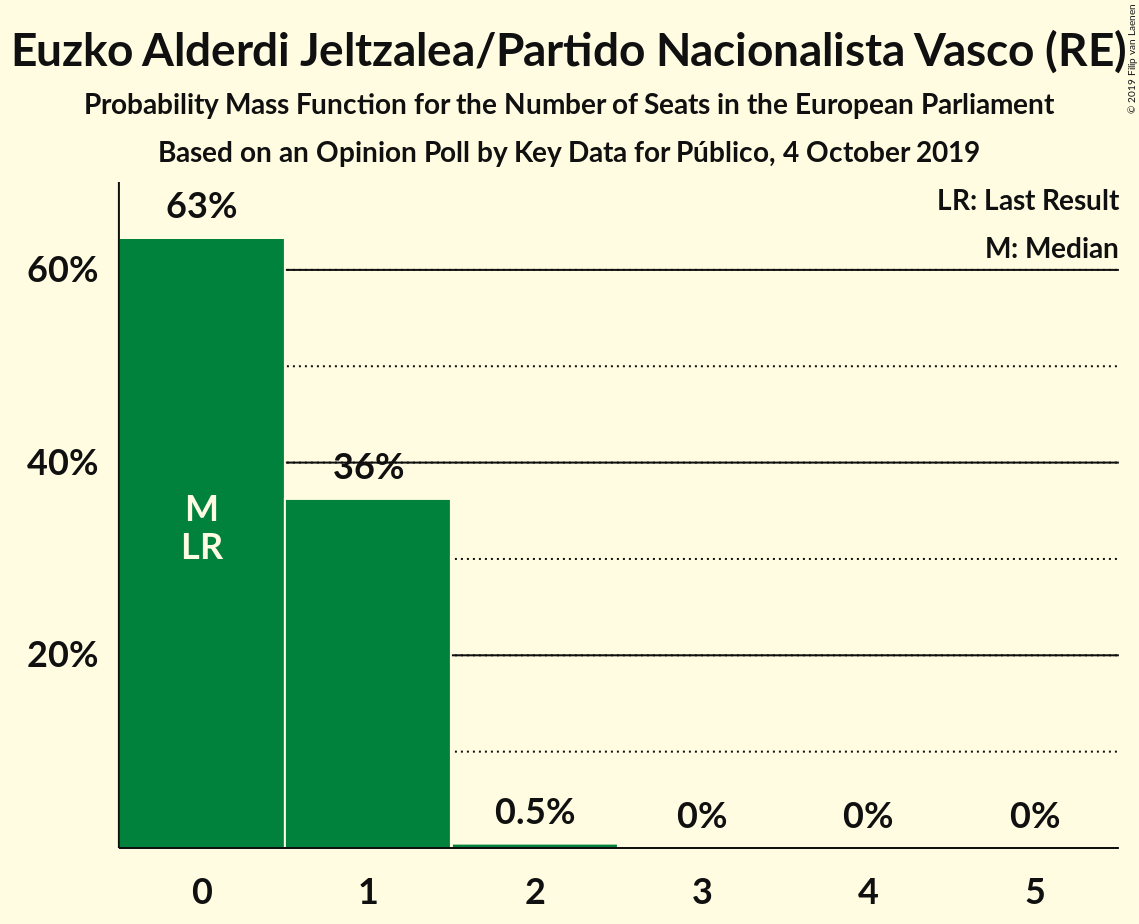 Euzko Alderdi Jeltzalea/Partido Nacionalista Vasco (RE)
© 2019 Filip van Laenen
Probability Mass Function for the Number of Seats in the European Parliament
Based on an Opinion Poll by Key Data for Público, 4 October 2019
LR: Last Result
M: Median
63%
60%
40%
36%
M
LR
20%
0.5%
0%
0%
0%
0
1
2
3
4
5